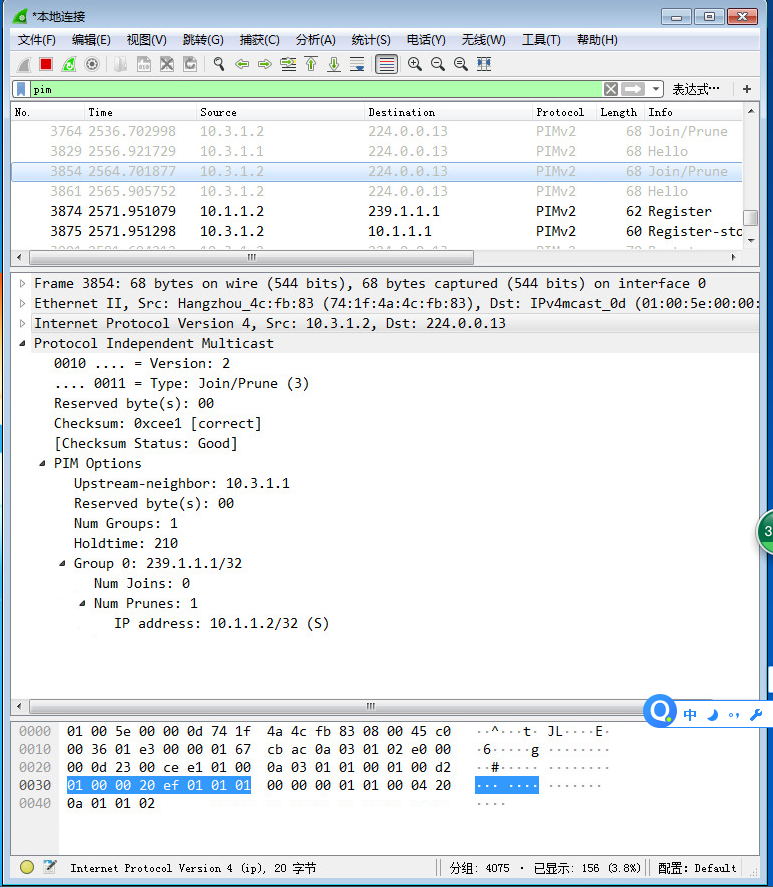 *本地连接
文件(F) 编辑(E) 视图(V) 跳转(G) 捕获(C) 分析(A) 统计(S) 电话(Y) 无线(W) 工具(T) 帮助(H)
pim 表达式…
No. Time Source Destination Protocol Length Info
3764 2536.702998 10.3.1.2 224.0.0.13 PIMv2 68 Join/Prune
3829 2556.921729 10.3.1.1 224.0.0.13 PIMv2 68 Hello
3854 2564.701877 10.3.1.2 224.0.0.13 PIMv2 68 Join/Prune
3861 2565.905752 10.3.1.2 224.0.0.13 PIMv2 68 Hello
3874 2571.951079 10.1.1.2 239.1.1.1 PIMv2 62 Register
3875 2571.951298 10.1.1.2 10.1.1.1 PIMv2 60 Register-sto
Frame 3854: 68 bytes on wire (544 bits), 68 bytes captured (544 bits) on interface 0
Ethernet II, Src: Hangzhou_4c:fb:83 (74:1f:4a:4c:fb:83), Dst: IPv4mcast_0d (01:00:5e:00:00:
Internet Protocol Version 4, Src: 10.3.1.2, Dst: 224.0.0.13
Protocol Independent Multicast
0010 .... = Version: 2
.... 0011 = Type: Join/Prune (3)
Reserved byte(s): 00
Checksum: 0xcee1 [correct]
[Checksum Status: Good]
PIM Options
Upstream-neighbor: 10.3.1.1
Reserved byte(s): 00
Num Groups: 1
Holdtime: 210
Group 0: 239.1.1.1/32
Num Joins: 0
Num Prunes: 1
IP address: 10.1.1.2/32 (S)
3
中
0000 01 00 5e 00 00 0d 74 1f 4a 4c fb 83 08 00 45 c0 ··^···t· JL····E·
0010 00 36 01 e3 00 00 01 67 cb ac 0a 03 01 02 e0 00 ·6·····g ········
0020 00 0d 23 00 ce e1 01 00 0a 03 01 01 00 01 00 d2 ··#····· ········
0030 01 00 00 20 ef 01 01 01 00 00 00 01 01 00 04 20 ··· ···· ·······
0040 0a 01 01 02 ····
Internet Protocol Version 4 (ip), 20 字节 分组: 4075 · 已显示: 156 (3.8%) 配置: Default